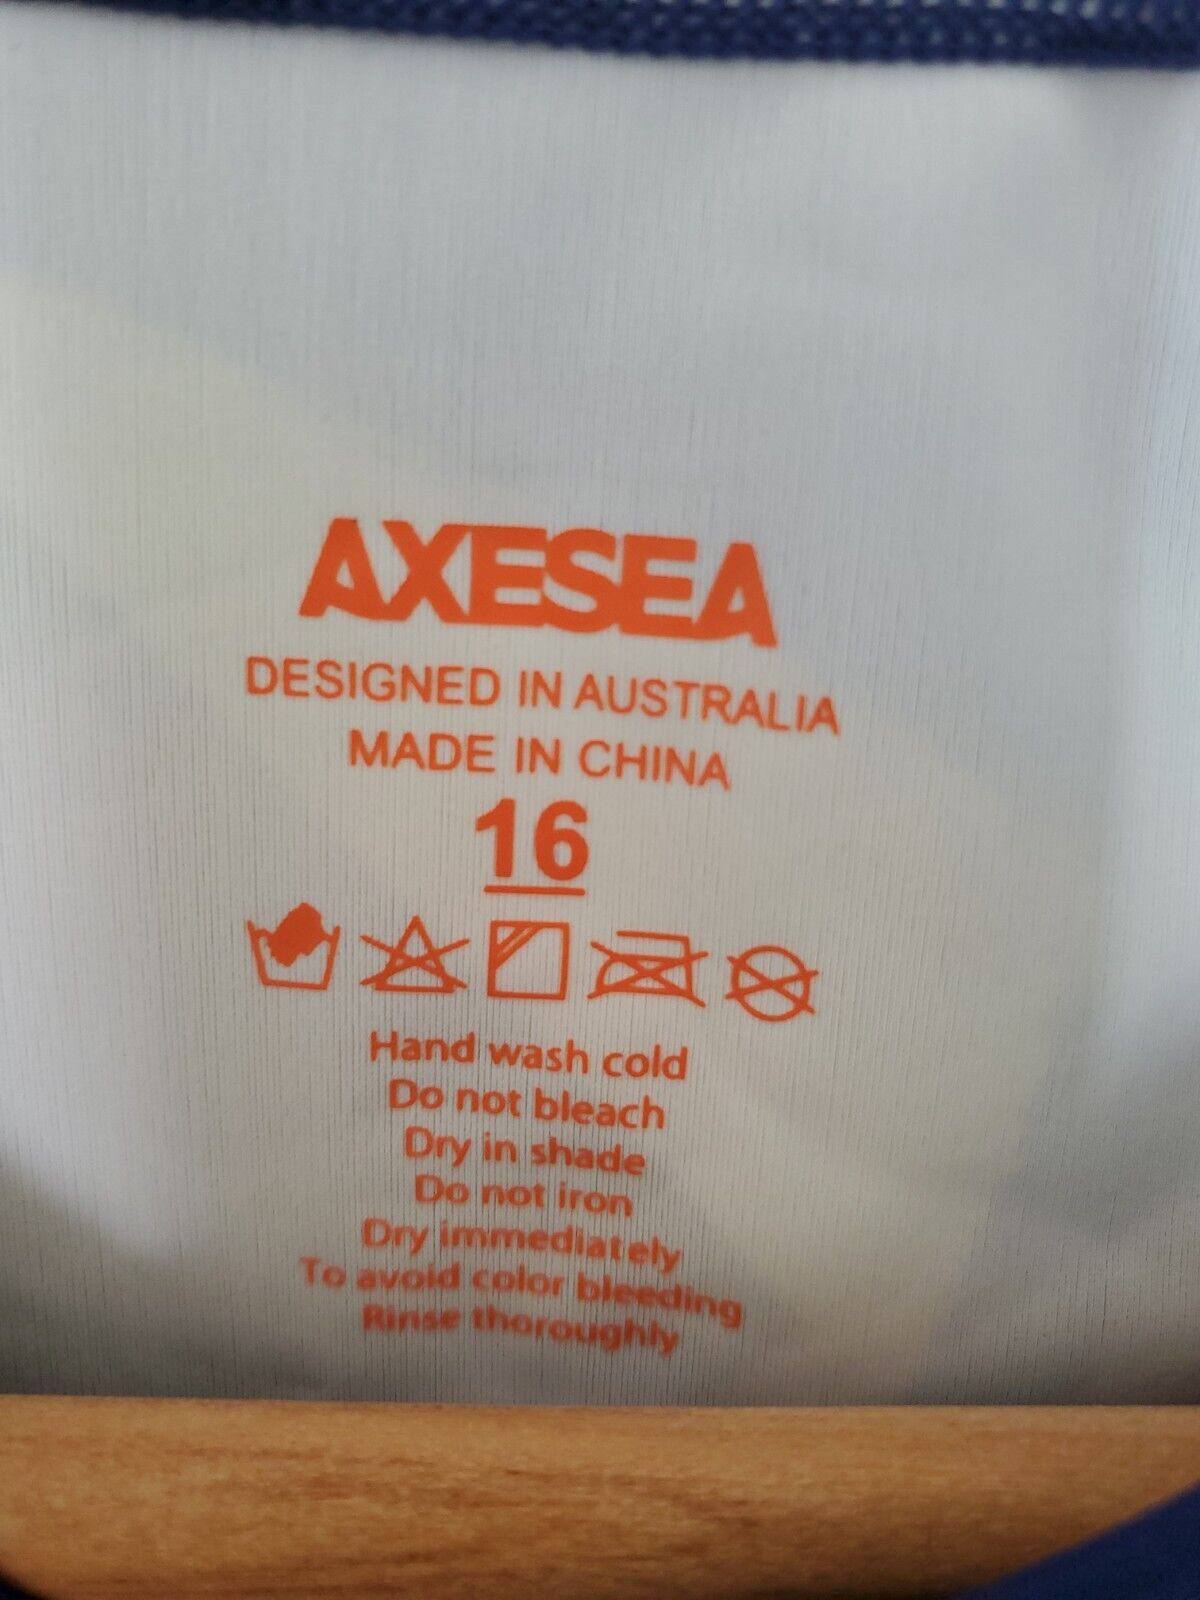 AXESEA
DESIGNED IN AUSTRALIA
MADE IN CHINA
16
Hand wash cold
Do not bleach
Dry in shade
Do not iron
Dry immediately
To avoid color bleeding
Rinse thoroughly